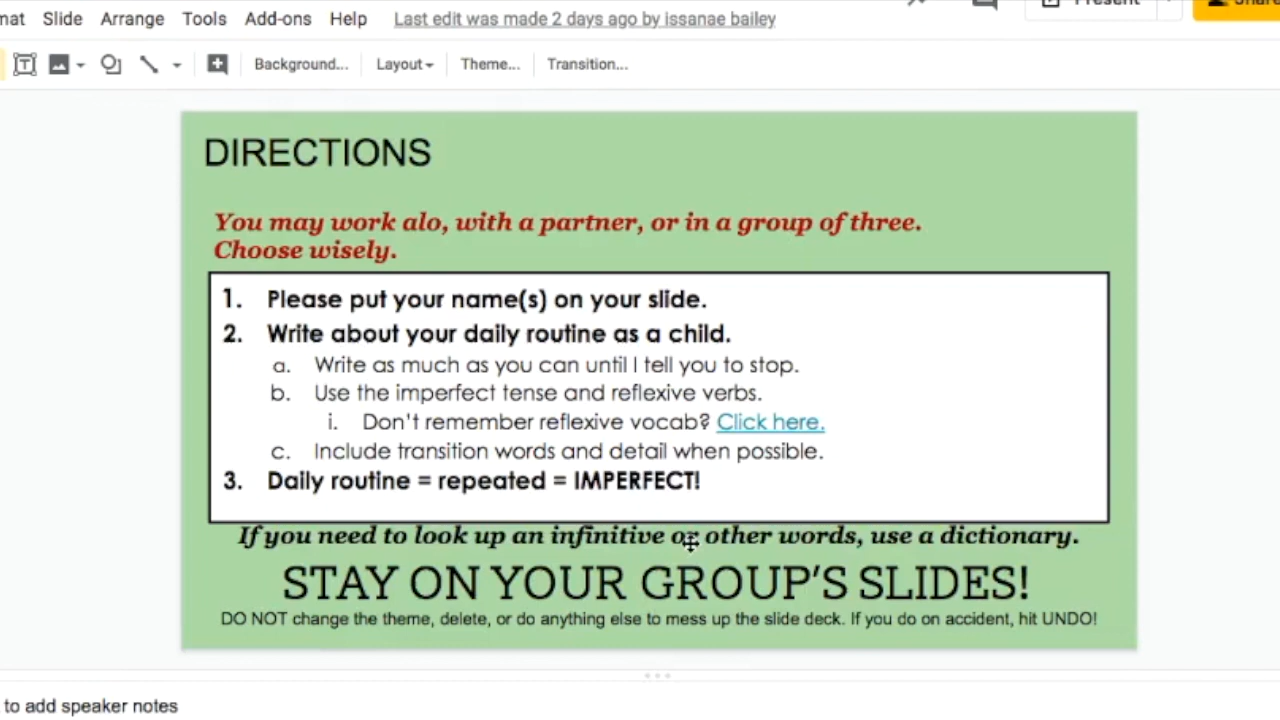 Slide Arrange Tools Add-ons Help Last edit was made 2 days ago by issanae bailey
Background... Layout Theme... Transition...
DIRECTIONS
You may work alo, with a partner, or in a group of three.
Choose wisely.
1. Please put your name(s) on your slide.
2. Write about your daily routine as a child.
a. Write as much as you can until I tell you to stop.
b. Use the imperfect tense and reflexive verbs.
i. Don't remember reflexive vocab? Click here.
c. Include transition words and detail when possible.
3. Daily routine = repeated = IMPERFECT!
If you need to look up an infinitive or other words, use a dictionary.
STAY ON YOUR GROUP'S SLIDES!
DO NOT change the theme, delete, or do anything else to mess up the slide deck. If you do on accident, hit UNDO!
to add speaker notes